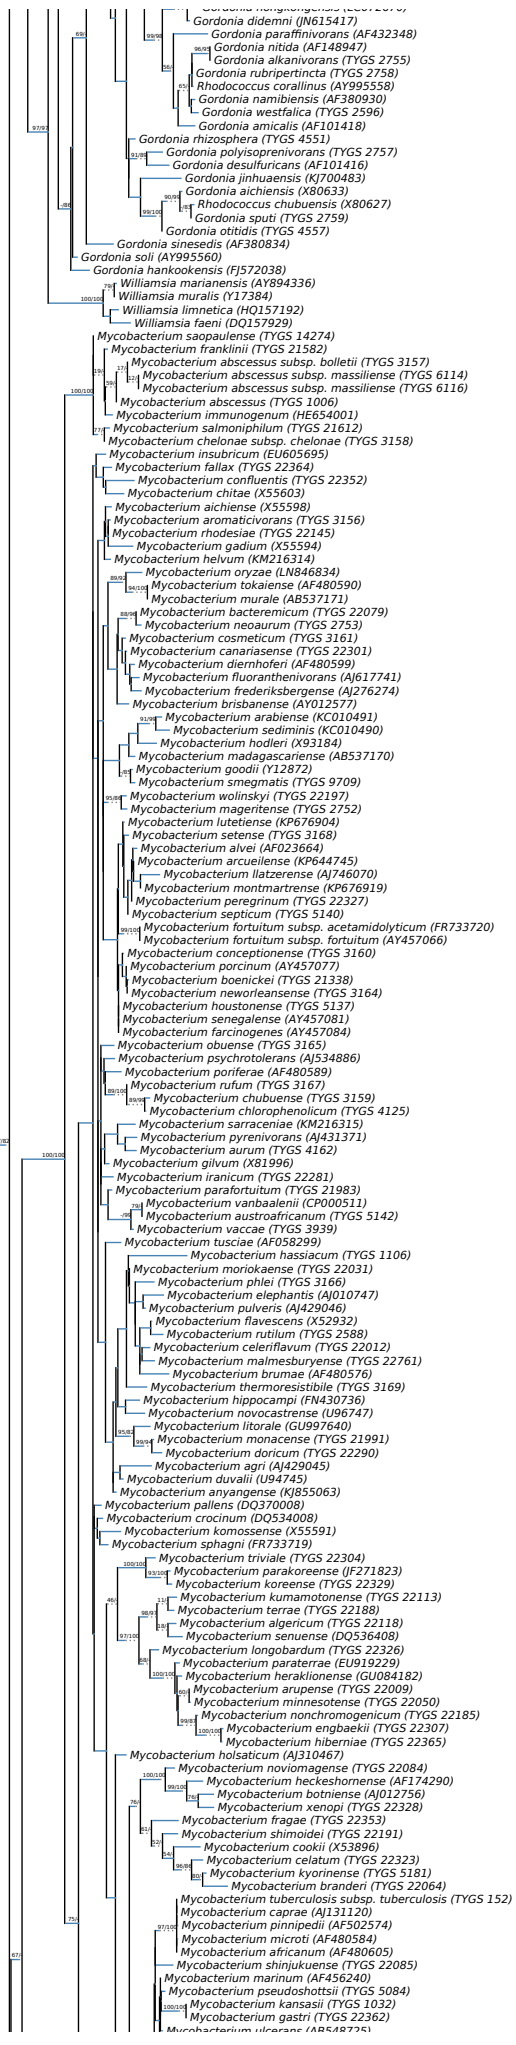 Gordonia didemni (JN615417)
Gordonia paraffinivorans (AF432348)
Gordonia nitida (AF148947)
Gordonia alkanivorans (TYGS 2755)
Gordonia rubripertincta (TYGS 2758)
Rhodococcus corallinus (AY995558)
Gordonia namibiensis (AF380930)
Gordonia westfalica (TYGS 2596)
Gordonia amicalis (AF101418)
Gordonia rhizosphera (TYGS 4551)
Gordonia polyisoprenivorans (TYGS 2757)
Gordonia desulfuricans (AF101416)
Gordonia jinhuaensis (KJ700483)
Gordonia aichiensis (X80633)
Rhodococcus chubuensis (X80627)
Gordonia sputi (TYGS 2759)
Gordonia otitidis (TYGS 4557)
Gordonia sinesedis (AF380834)
Gordonia soli (AY995560)
Gordonia hankookensis (FJ572038)
Williamsia marianensis (AY894336)
Williamsia muralis (Y17384)
Williamsia limnetica (HQ157192)
Williamsia faeni (DQ157929)
Mycobacterium saopaulense (TYGS 14274)
Mycobacterium franklinii (TYGS 21582)
Mycobacterium abscessus subsp. bolletii (TYGS 3157)
Mycobacterium abscessus subsp. massiliense (TYGS 6114)
Mycobacterium abscessus subsp. massiliense (TYGS 6116)
Mycobacterium abscessus (TYGS 1006)
Mycobacterium immunogenum (HE654001)
Mycobacterium salmoniphilum (TYGS 21612)
Mycobacterium chelonae subsp. chelonae (TYGS 3158)
Mycobacterium insubricum (EU605695)
Mycobacterium fallax (TYGS 22364)
Mycobacterium confluentis (TYGS 22352)
Mycobacterium chitae (X55603)
Mycobacterium aichiense (X55598)
Mycobacterium aromaticivorans (TYGS 3156)
Mycobacterium rhodesiae (TYGS 22145)
Mycobacterium gadium (X55594)
Mycobacterium helvum (KM216314)
Mycobacterium oryzae (LN846834)
Mycobacterium tokaiense (AF480590)
Mycobacterium murale (AB537171)
Mycobacterium bacteremicum (TYGS 22079)
Mycobacterium neoaurum (TYGS 2753)
Mycobacterium cosmeticum (TYGS 3161)
Mycobacterium canariasense (TYGS 22301)
Mycobacterium diernhoferi (AF480599)
Mycobacterium fluoranthenivorans (AJ617741)
Mycobacterium frederiksbergense (AJ276274)
Mycobacterium brisbanense (AY012577)
Mycobacterium arabiense (KC010491)
Mycobacterium sediminis (KC010490)
Mycobacterium hodleri (X93184)
Mycobacterium madagascariense (AB537170)
Mycobacterium goodii (Y12872)
Mycobacterium smegmatis (TYGS 9709)
Mycobacterium wolinskyi (TYGS 22197)
Mycobacterium mageritense (TYGS 2752)
Mycobacterium lutetiense (KP676904)
Mycobacterium setense (TYGS 3168)
Mycobacterium alvei (AF023664)
Mycobacterium arcueilense (KP644745)
Mycobacterium llatzerense (AJ746070)
Mycobacterium montmartrense (KP676919)
Mycobacterium peregrinum (TYGS 22327)
Mycobacterium septicum (TYGS 5140)
Mycobacterium fortuitum subsp. acetamidolyticum (FR733720)
Mycobacterium fortuitum subsp. fortuitum (AY457066)
Mycobacterium conceptionense (TYGS 3160)
Mycobacterium porcinum (AY457077)
Mycobacterium boenickei (TYGS 21338)
Mycobacterium neworleansense (TYGS 3164)
Mycobacterium houstonense (TYGS 5137)
Mycobacterium senegalense (AY457081)
Mycobacterium farcinogenes (AY457084)
Mycobacterium obuense (TYGS 3165)
Mycobacterium psychrotolerans (AJ534886)
Mycobacterium poriferae (AF480589)
Mycobacterium rufum (TYGS 3167)
Mycobacterium chubuense (TYGS 3159)
Mycobacterium chlorophenolicum (TYGS 4125)
Mycobacterium sarraceniae (KM216315)
Mycobacterium pyrenivorans (AJ431371)
Mycobacterium aurum (TYGS 4162)
Mycobacterium gilvum (X81996)
Mycobacterium iranicum (TYGS 22281)
Mycobacterium parafortuitum (TYGS 21983)
Mycobacterium vanbaalenii (CP000511)
Mycobacterium austroafricanum (TYGS 5142)
Mycobacterium vaccae (TYGS 3939)
Mycobacterium tusciae (AF058299)
Mycobacterium hassiacum (TYGS 1106)
Mycobacterium moriokaense (TYGS 22031)
Mycobacterium phlei (TYGS 3166)
Mycobacterium elephantis (AJ010747)
Mycobacterium pulveris (AJ429046)
Mycobacterium flavescens (X52932)
Mycobacterium rutilum (TYGS 2588)
Mycobacterium celeriflavum (TYGS 22012)
Mycobacterium malmesburyense (TYGS 22761)
Mycobacterium brumae (AF480576)
Mycobacterium thermoresistibile (TYGS 3169)
Mycobacterium hippocampi (FN430736)
Mycobacterium novocastrense (U96747)
Mycobacterium litorale (GU997640)
Mycobacterium monacense (TYGS 21991)
Mycobacterium doricum (TYGS 22290)
Mycobacterium agri (AJ429045)
Mycobacterium duvalii (U94745)
Mycobacterium anyangense (KJ855063)
Mycobacterium pallens (DQ370008)
Mycobacterium crocinum (DQ534008)
Mycobacterium komossense (X55591)
Mycobacterium sphagni (FR733719)
Mycobacterium triviale (TYGS 22304)
Mycobacterium parakoreense (JF271823)
Mycobacterium koreense (TYGS 22329)
Mycobacterium kumamotonense (TYGS 22113)
Mycobacterium terrae (TYGS 22188)
Mycobacterium algericum (TYGS 22118)
Mycobacterium senuense (DQ536408)
Mycobacterium longobardum (TYGS 22326)
Mycobacterium paraterrae (EU919229)
Mycobacterium heraklionense (GU084182)
Mycobacterium arupense (TYGS 22009)
Mycobacterium minnesotense (TYGS 22050)
Mycobacterium nonchromogenicum (TYGS 22185)
Mycobacterium engbaekii (TYGS 22307)
Mycobacterium hiberniae (TYGS 22365)
Mycobacterium holsaticum (AJ310467)
Mycobacterium noviomagense (TYGS 22084)
Mycobacterium heckeshornense (AF174290)
Mycobacterium botniense (AJ012756)
Mycobacterium xenopi (TYGS 22328)
Mycobacterium fragae (TYGS 22353)
Mycobacterium shimoidei (TYGS 22191)
Mycobacterium cookii (X53896)
Mycobacterium celatum (TYGS 22323)
Mycobacterium kyorinense (TYGS 5181)
Mycobacterium branderi (TYGS 22064)
Mycobacterium tuberculosis subsp. tuberculosis (TYGS 152)
Mycobacterium caprae (AJ131120)
Mycobacterium pinnipedii (AF502574)
Mycobacterium microti (AF480584)
Mycobacterium africanum (AF480605)
Mycobacterium shinjukuense (TYGS 22085)
Mycobacterium marinum (AF456240)
Mycobacterium pseudoshottsii (TYGS 5084)
Mycobacterium kansasii (TYGS 1032)
Mycobacterium gastri (TYGS 22362)
Mycobacterium ulcerans (AB548725)